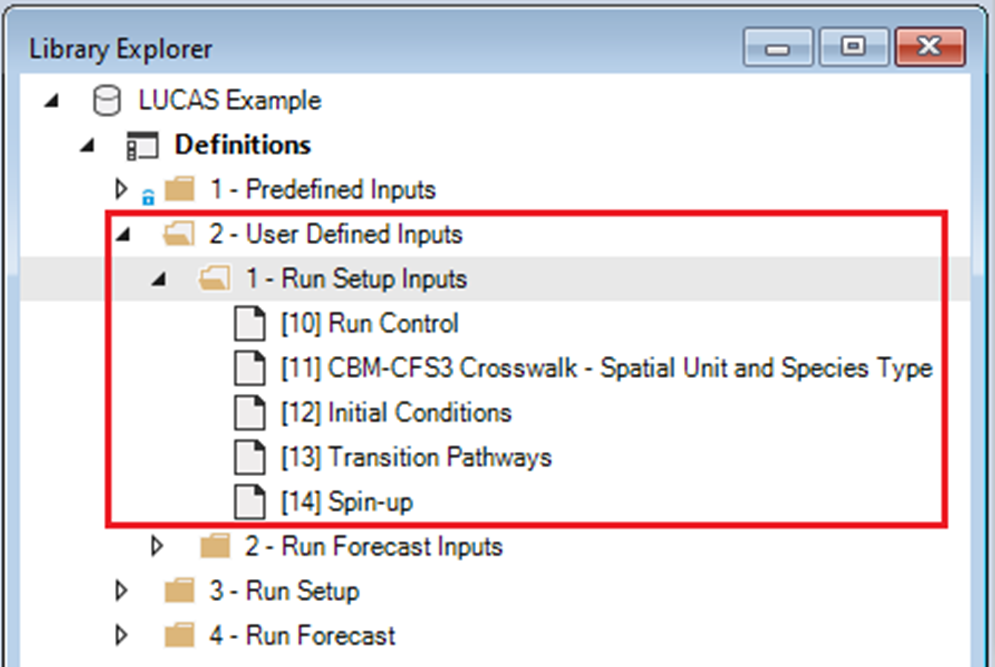 Library Explorer
LUCAS Example
Definitions
1 - Predefined Inputs
2 - User Defined Inputs
1 - Run Setup Inputs
[10] Run Control
[11] CBM-CFS3 Crosswalk - Spatial Unit and Species Type
[12] Initial Conditions
[13] Transition Pathways
[14] Spin-up
2 - Run Forecast Inputs
3 - Run Setup
4 - Run Forecast